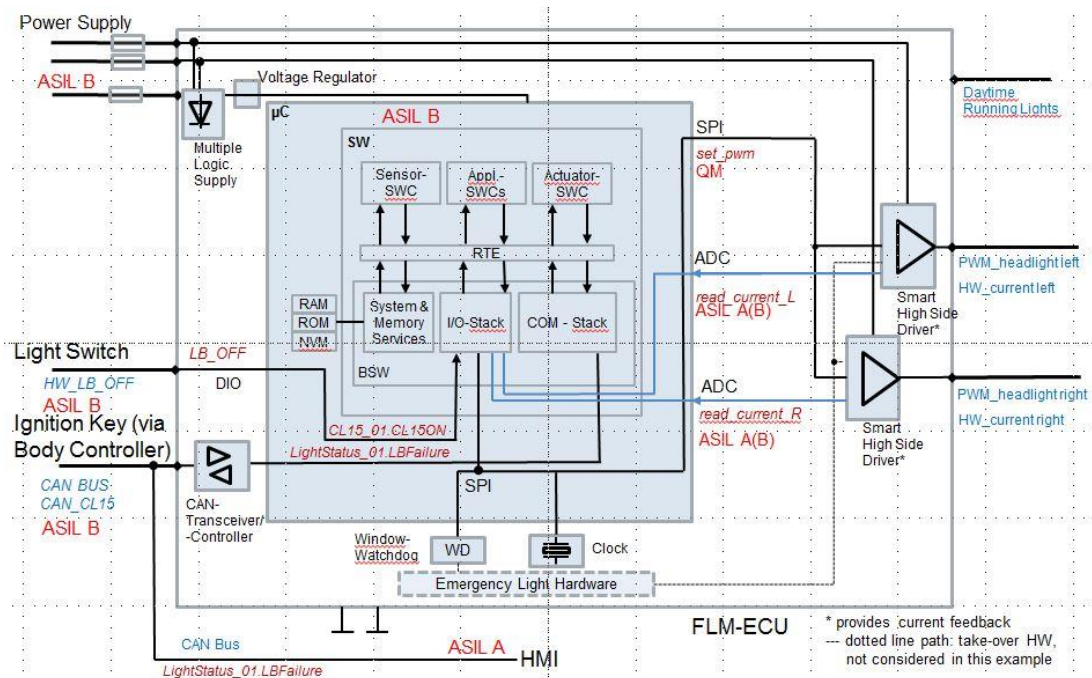 Power Supply
ASIL B
Voltage Regulator
Multiple
Logic
Supply
µC
ASIL B
SW
Sensor-
SWC
Appl.-
SWCs
Actuator-
SWC
RTE
RAM
ROM
NVM
System &
Memory
Services
I/O-Stack
COM - Stack
BSW
SPI
set_pwm
QM
ADC
read_current_L
ASIL A(B)
ADC
read_current_R
ASIL A(B)
Daytime
Running Lights
Smart
High Side
Driver*
PWM_headlight left
HW_current left
Smart
High Side
Driver*
PWM_headlight right
HW_current right
Light Switch
LB_OFF
HW_LB_OFF
DIO
ASIL B
Ignition Key (via
Body Controller)
CL15_01.CL15ON
LightStatus_01.LBFailure
CAN BUS
CAN_CL15
ASIL B
CAN-
Transceiver/
-Controller
SPI
Window-
Watchdog
WD
Clock
Emergency Light Hardware
FLM-ECU
* provides current feedback
--- dotted line path: take-over HW,
not considered in this example
CAN Bus
ASIL A
HMI
LightStatus_01.LBFailure